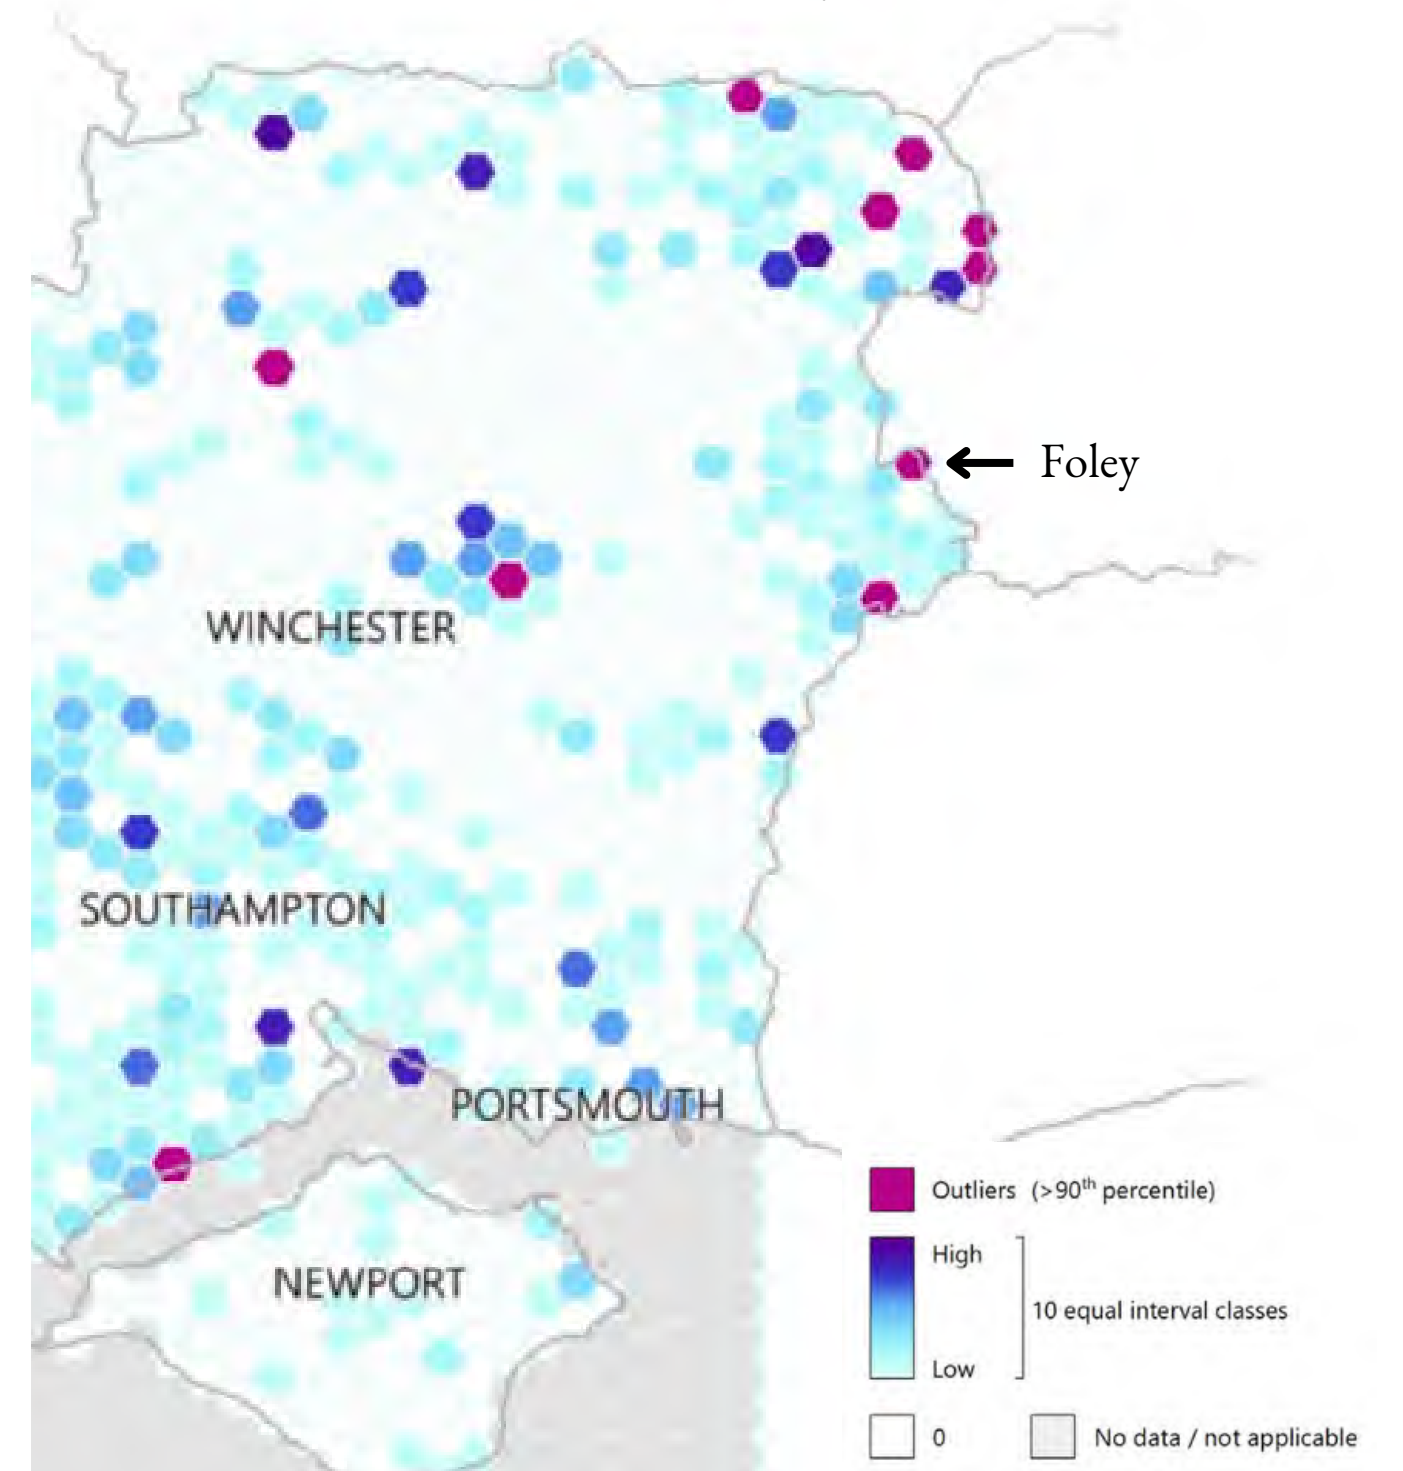 Foley
WINCHESTER
SOUTHAMPTON
PORTSMOUTH
NEWPORT
Outliers (>90th percentile)
High
10 equal interval classes
Low
0
No data / not applicable